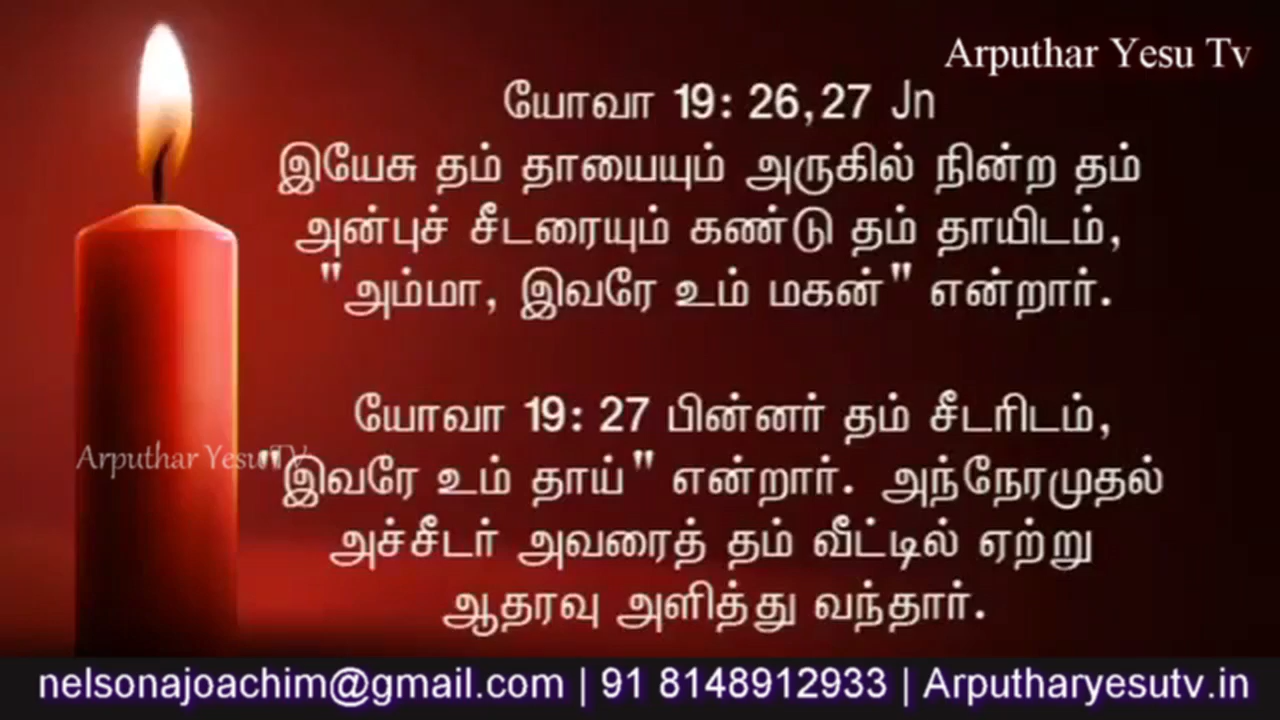 Arputhar Yesu Tv
யோவா 19: 26,27 Jn
இயேசு தம் தாயையும் அருகில் நின்ற தம்
அன்புச் சீடரையும் கண்டு தம் தாயிடம்,
"அம்மா, இவரே உம் மகன்" என்றார்.
யோவா 19: 27 பின்னர் தம் சீடரிடம்,
Arputhar Yesu TV
"இவரே உம் தாய்" என்றார். அந்நேரமுதல்
அச்சீடர் அவரைத் தம் வீட்டில் ஏற்று
ஆதரவு அளித்து வந்தார்.
nelsonajoachim@gmail.com | 91 8148912933 | Arputharyesutv.in